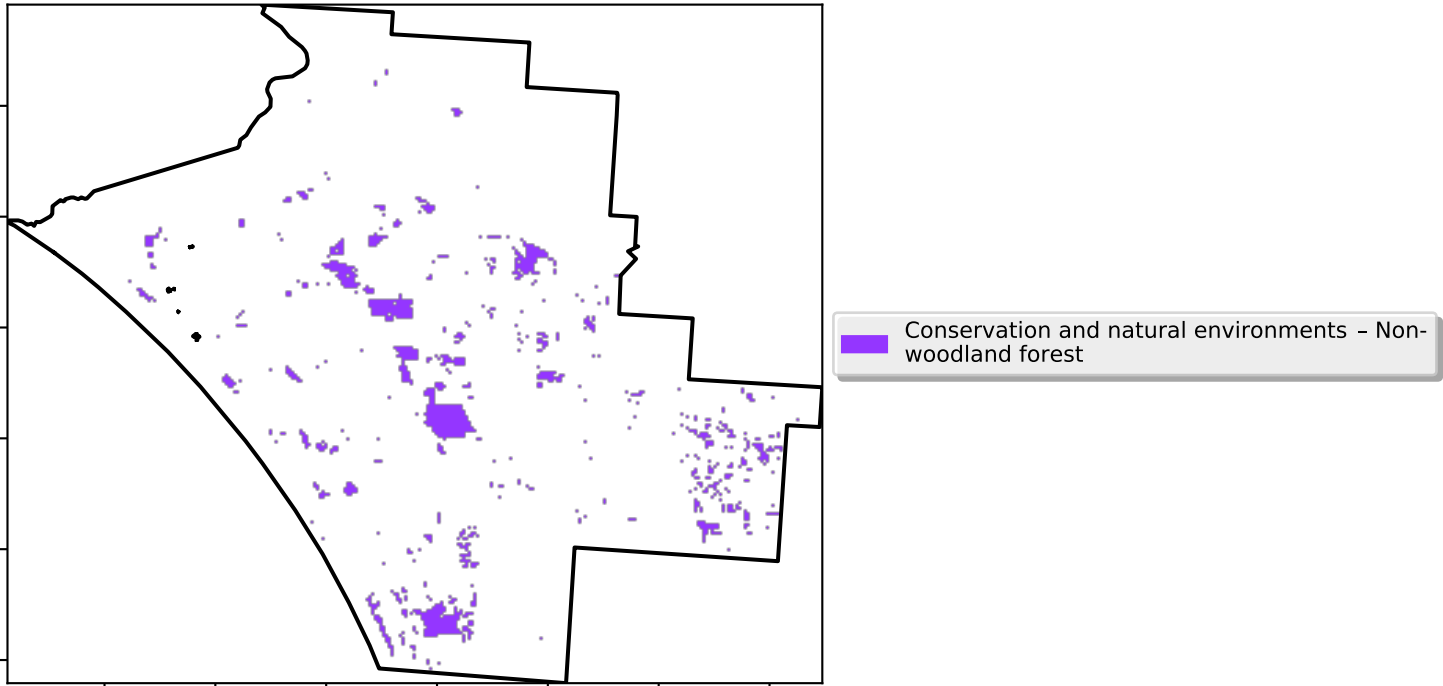 Conservation and natural environments – Non-
woodland forest